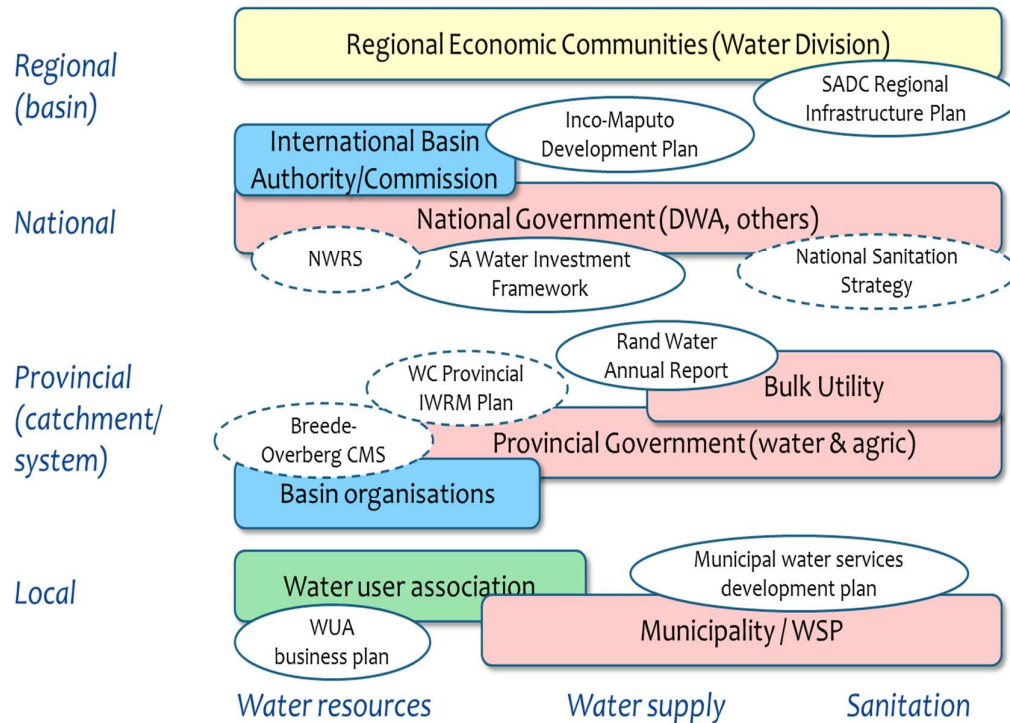 Regional Economic Communities (Water Division)
Regional
(basin)
SADC Regional
Infrastructure Plan
Inco-Maputo
Development Plan
International Basin
Authority/Commission
National
National Government (DWA, others)
NWRS
SA Water Investment
Framework
National Sanitation
Strategy
Provincial
(catchment/
system)
Rand Water
Annual Report
Bulk Utility
WC Provincial
IWRM Plan
Breede-
Overberg CMS
Provincial Government (water & agric)
Basin organisations
Local
Water user association
Municipal water services
development plan
WUA
business plan
Municipality / WSP
Water resources
Water supply
Sanitation